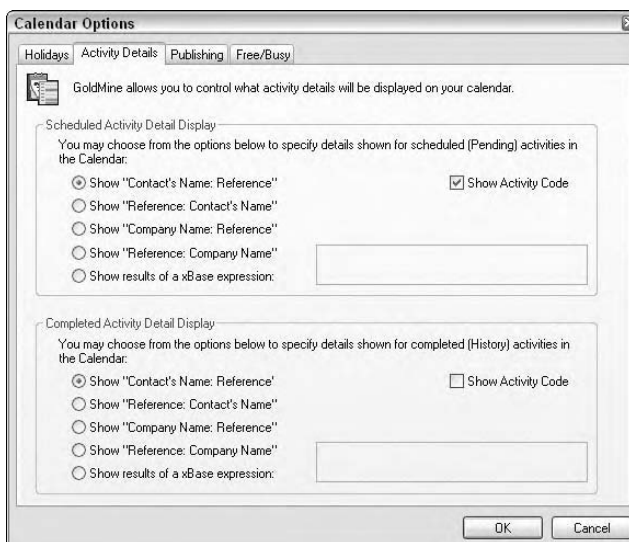 Calendar Options
Holidays Activity Details Publishing Free/Busy
GoldMine allows you to control what activity details will be displayed on your calendar.
Scheduled Activity Detail Display
You may choose from the options below to specify details shown for scheduled (Pending) activities in
the Calendar:
Show "Contact's Name: Reference" Show Activity Code
Show "Reference: Contact's Name"
Show "Company Name: Reference"
Show "Reference: Company Name"
Show results of a xBase expression:
Completed Activity Detail Display
You may choose from the options below to specify details shown for completed (History) activities in
the Calendar:
Show "Contact's Name: Reference' Show Activity Code
Show "Reference: Contact's Name"
Show "Company Name: Reference"
Show "Reference: Company Name"
Show results of a xBase expression:
OK Cancel